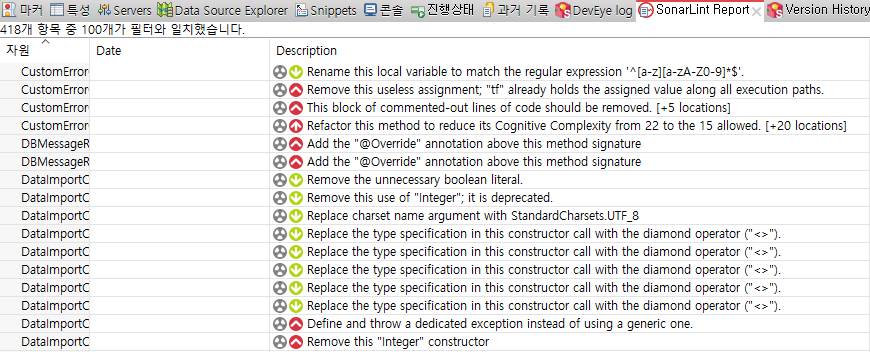 마커 특성 Servers Data Source Explorer Snippets 콘솔 진행상태 과거 기록 DevEye log SonarLint Report Version History
418개 항목 중 100개가 필터와 일치했습니다.
자원 Date Description
CustomError Rename this local variable to match the regular expression '^[a-z][a-zA-Z0-9]*$'.
CustomError Remove this useless assignment; "tf" already holds the assigned value along all execution paths.
CustomError This block of commented-out lines of code should be removed. [+5 locations]
CustomError Refactor this method to reduce its Cognitive Complexity from 22 to the 15 allowed. [+20 locations]
DBMessageR Add the "@Override" annotation above this method signature
DBMessageR Add the "@Override" annotation above this method signature
DataImportC Remove the unnecessary boolean literal.
DataImportC Remove this use of "Integer"; it is deprecated.
DataImportC Replace charset name argument with StandardCharsets.UTF_8
DataImportC Replace the type specification in this constructor call with the diamond operator ("<>").
DataImportC Replace the type specification in this constructor call with the diamond operator ("<>").
DataImportC Replace the type specification in this constructor call with the diamond operator ("<>").
DataImportC Replace the type specification in this constructor call with the diamond operator ("<>").
DataImportC Replace the type specification in this constructor call with the diamond operator ("<>").
DataImportC Define and throw a dedicated exception instead of using a generic one.
DataImportC Remove this "Integer" constructor